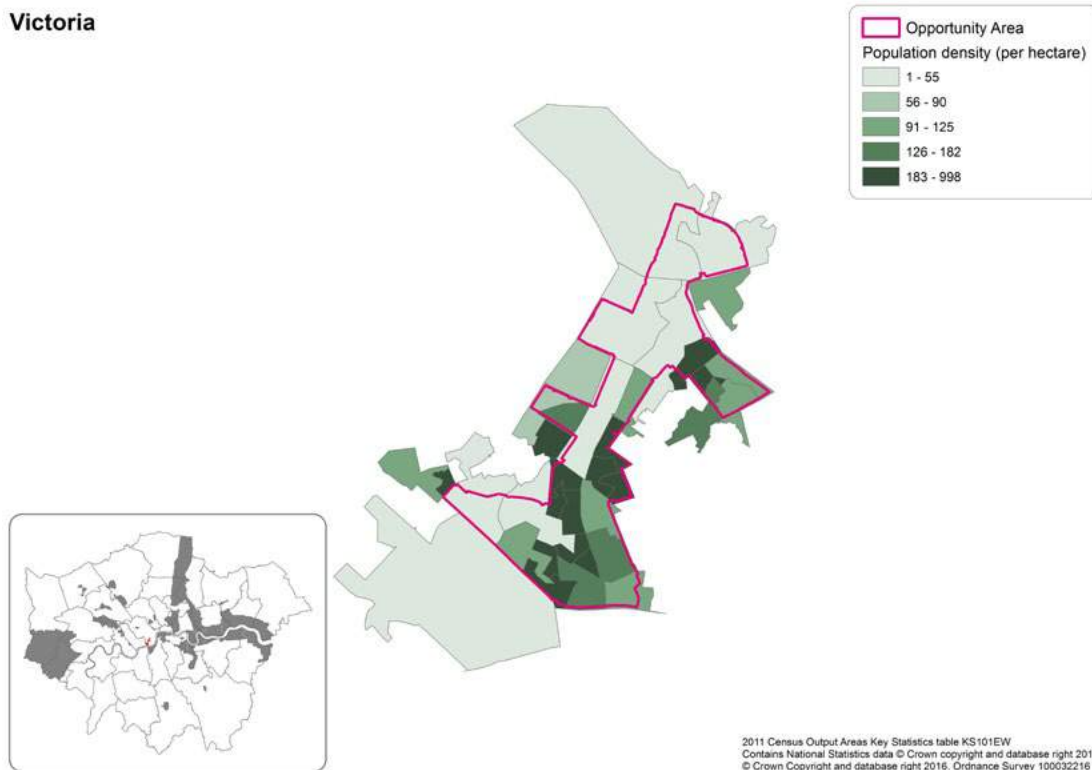 Victoria
Opportunity Area
Population density (per hectare)
1 - 55
56 - 90
91 - 125
126 - 182
183 - 998
2011 Census Output Areas Key Statistics table KS101EW
Contains National Statistics data © Crown copyright and database right 201
© Crown Copyright and database right 2016. Ordnance Survey 100032216